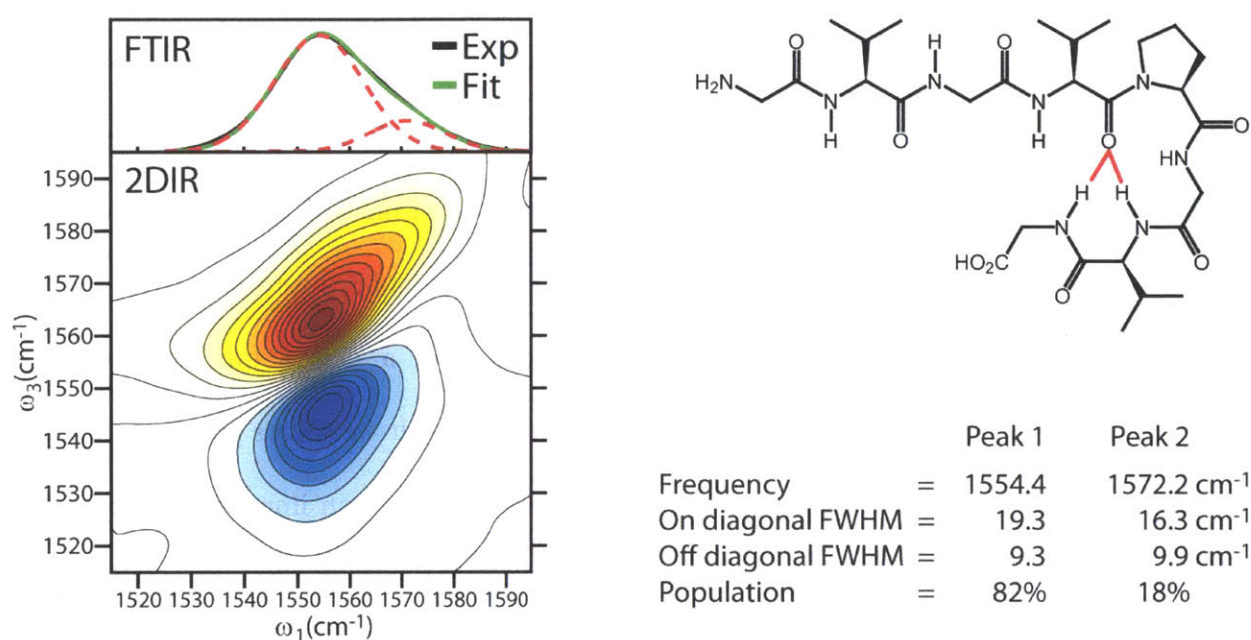 FTIR
Exp
Fit
2DIR
1590
1580
1570
1560
1550
1540
1530
1520
ω₃(cm⁻¹)
1520 1530 1540 1550 1560 1570 1580 1590
ω₁(cm⁻¹)
H₂N
O
N
H
O
H
N
O
N
H
O
N
O
HN
O
N
H
O
N
H
HO₂C
O
Peak 1 Peak 2
Frequency = 1554.4 1572.2 cm⁻¹
On diagonal FWHM = 19.3 16.3 cm⁻¹
Off diagonal FWHM = 9.3 9.9 cm⁻¹
Population = 82% 18%